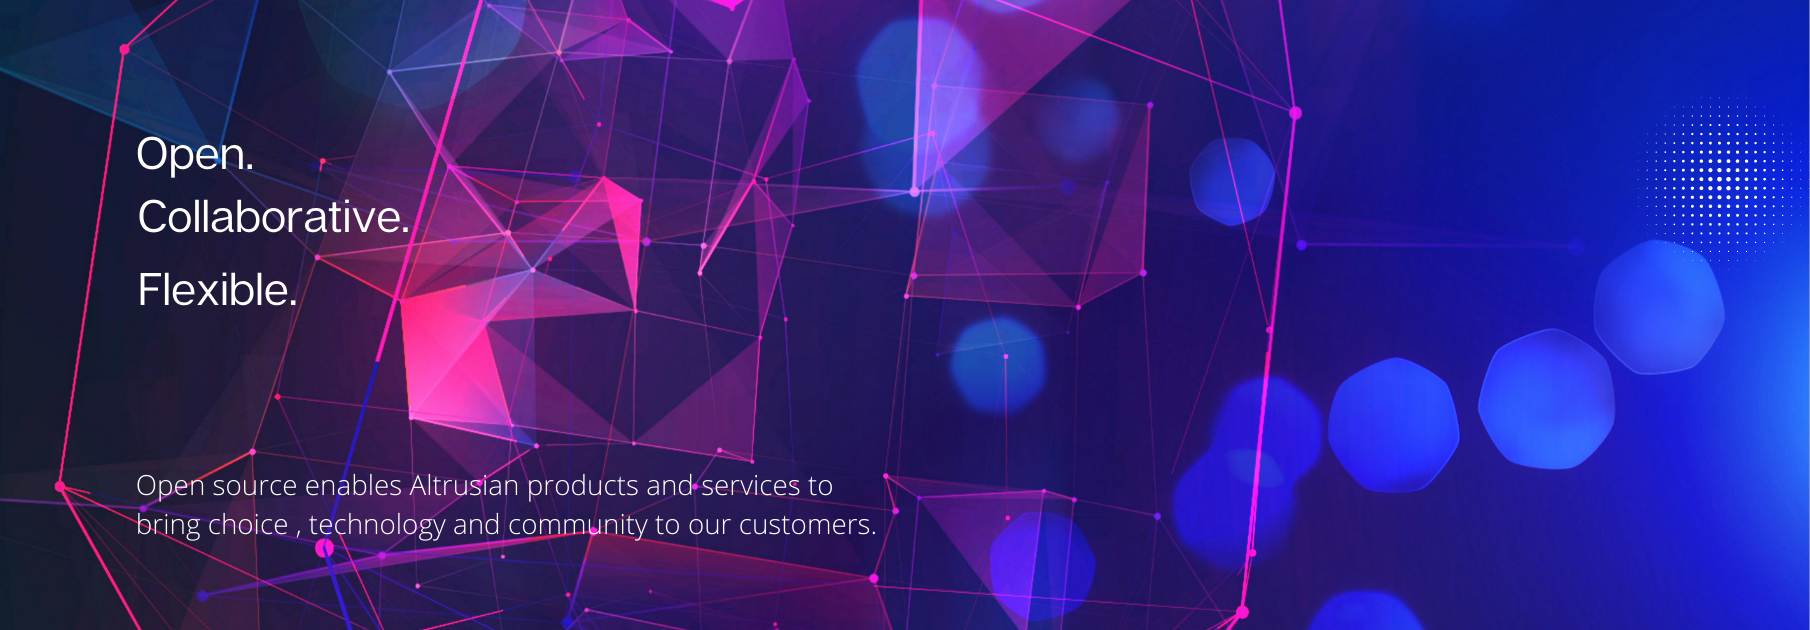 Open.
Collaborative.
Flexible.
Open source enables Altrusian products and services to
bring choice , technology and community to our customers.